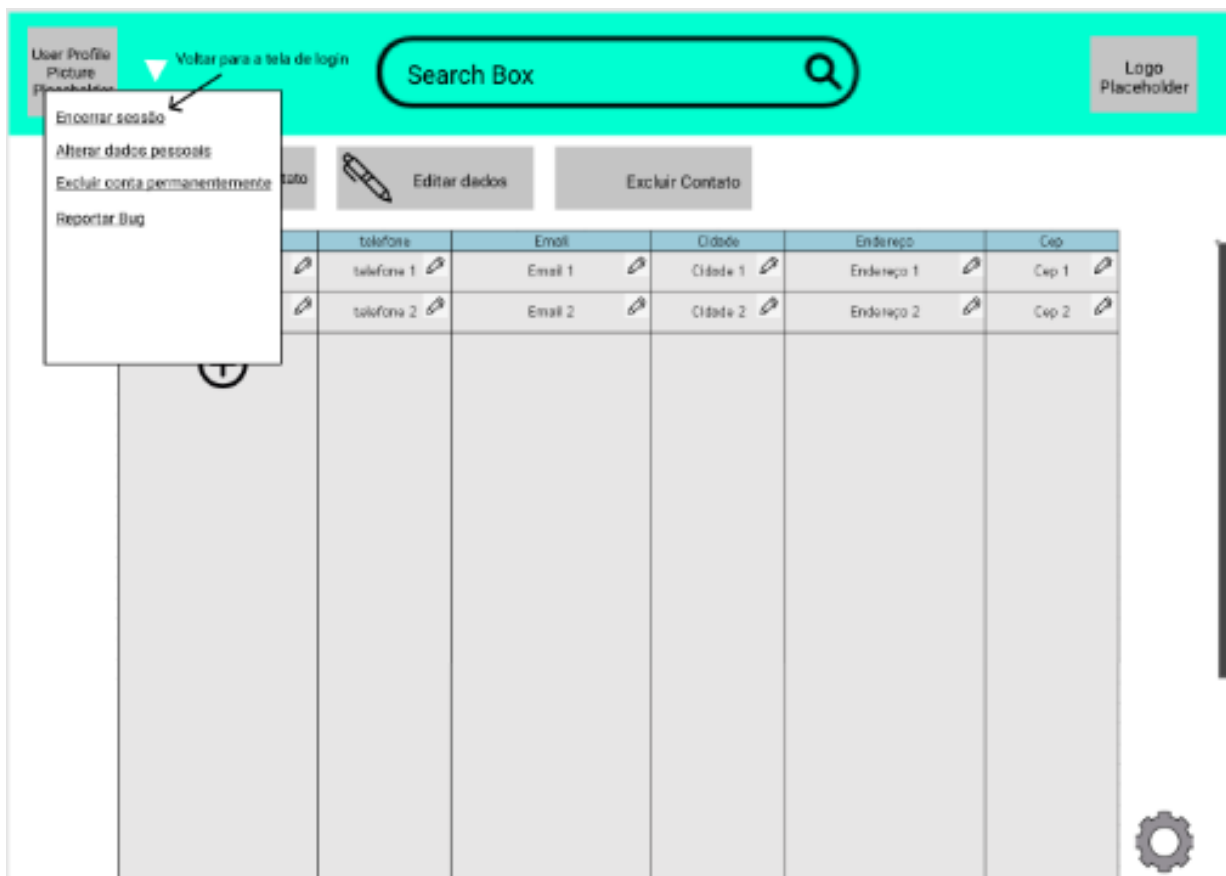 User Profile
Picture
Placeholder
Voltar para a tela de login
Search Box
Logo
Placeholder
Encerrar sessão
Alterar dados pessoais
Excluir conta permanentemente
Reportar Bug
tato
Editar dados
Excluir Contato
telefone Email Cidade Endereço Cep
telefone 1 Email 1 Cidade 1 Endereço 1 Cep 1
telefone 2 Email 2 Cidade 2 Endereço 2 Cep 2